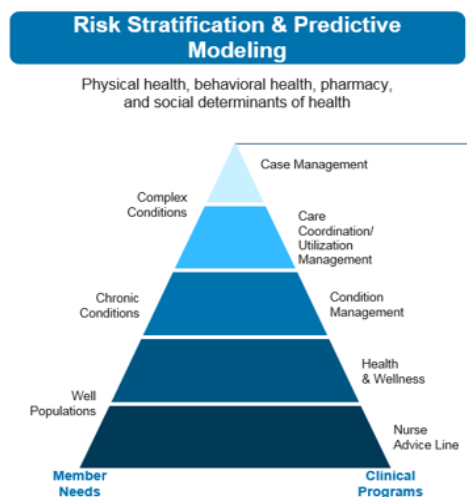 Risk Stratification & Predictive
Modeling
Physical health, behavioral health, pharmacy,
and social determinants of health
Case Management
Complex
Conditions
Care
Coordination/
Utilization
Management
Chronic
Conditions
Condition
Management
Health
& Wellness
Well
Populations
Nurse
Advice Line
Member
Needs
Clinical
Programs